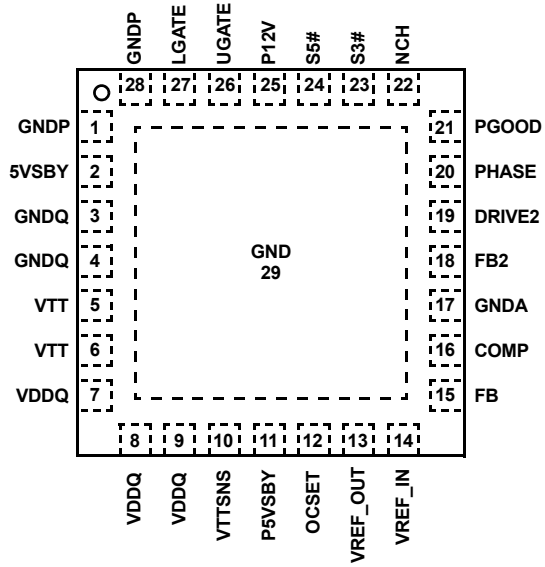 GNDP LGATE UGATE P12V S5# S3# NCH
28 27 26 25 24 23 22
GNDP 1 21 PGOOD
5VSBY 2 20 PHASE
GNDQ 3 19 DRIVE2
GNDQ 4 18 FB2
GND
29
VTT 5 17 GNDA
VTT 6 16 COMP
VDDQ 7 15 FB
8 9 10 11 12 13 14
VDDQ VDDQ VTTSNS P5VSBY OCSET VREF_OUT VREF_IN